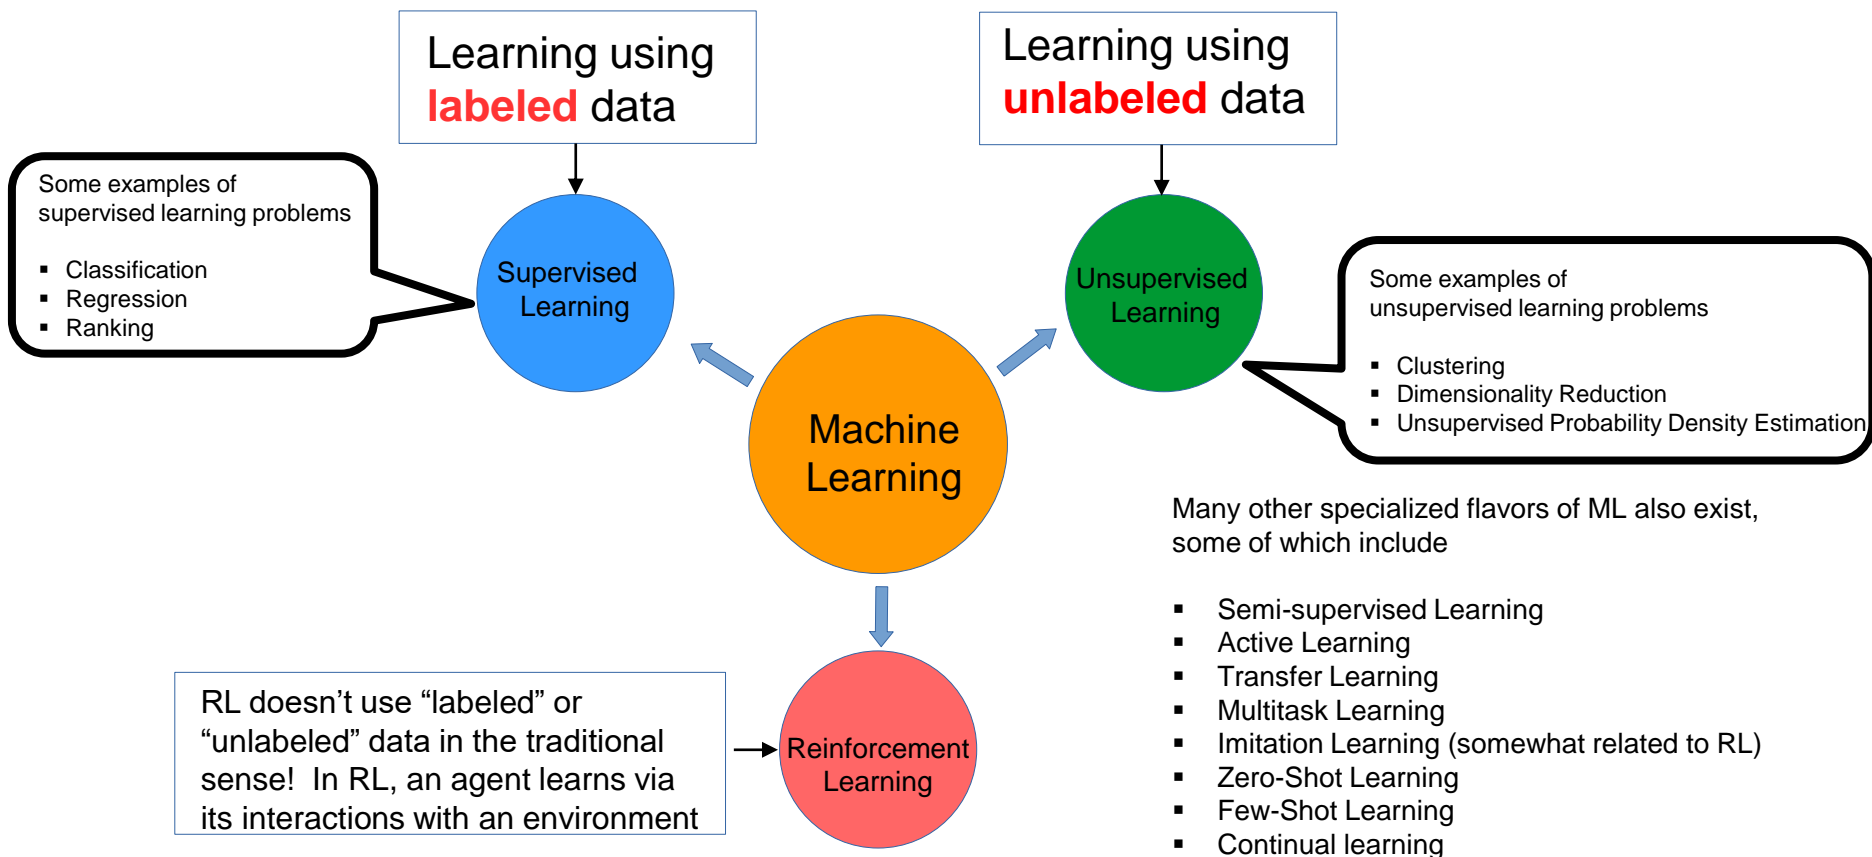 Learning using
labeled data
Learning using
unlabeled data
Some examples of
supervised learning problems
▪ Classification
▪ Regression
▪ Ranking
Supervised
Learning
Unsupervised
Learning
Some examples of
unsupervised learning problems
▪ Clustering
▪ Dimensionality Reduction
▪ Unsupervised Probability Density Estimation
Machine
Learning
Many other specialized flavors of ML also exist,
some of which include
▪ Semi-supervised Learning
▪ Active Learning
▪ Transfer Learning
▪ Multitask Learning
▪ Imitation Learning (somewhat related to RL)
▪ Zero-Shot Learning
▪ Few-Shot Learning
▪ Continual learning
RL doesn’t use “labeled” or
“unlabeled” data in the traditional
sense! In RL, an agent learns via
its interactions with an environment
Reinforcement
Learning